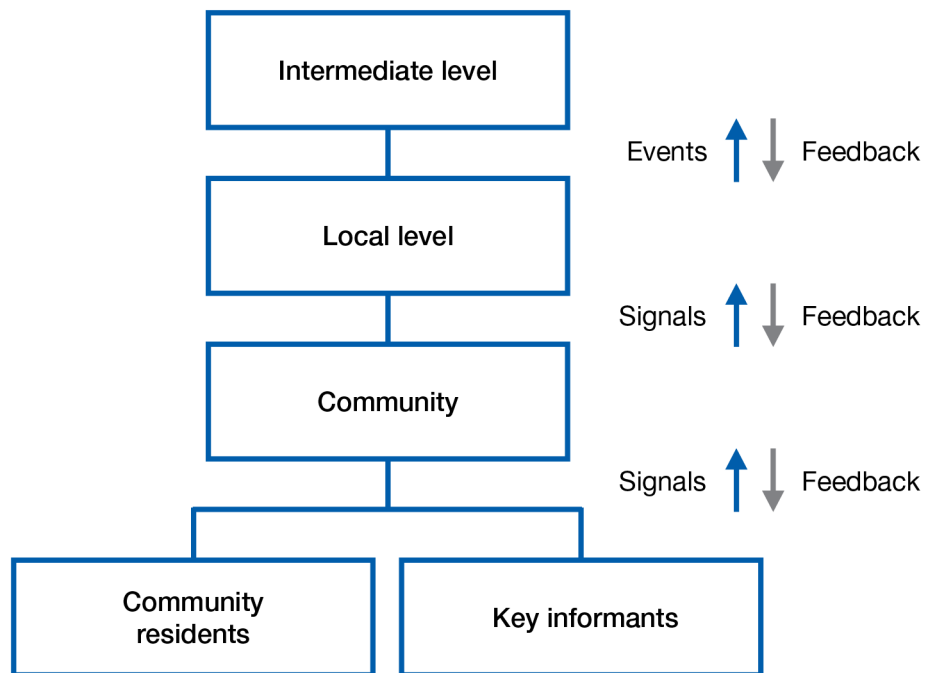 Intermediate level
Events
Feedback
Local level
Signals
Feedback
Community
Signals
Feedback
Community
residents
Key informants